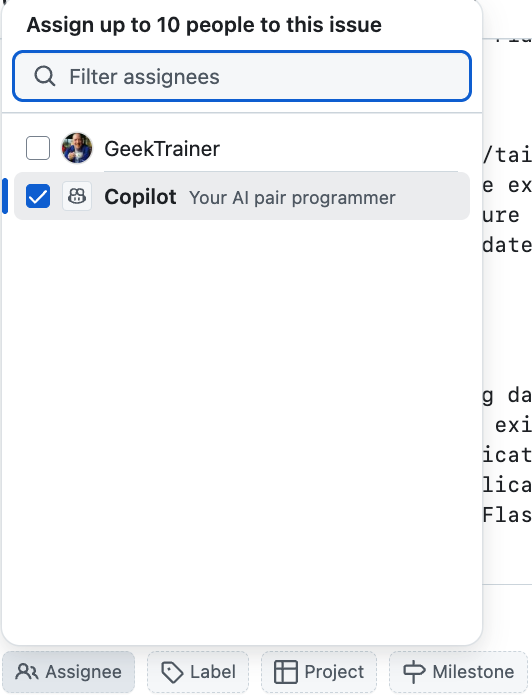 Assign up to 10 people to this issue
Filter assignees
/tai
GeekTrainer
e ex
Copilot Your AI pair programmer
ure
date
g da
exi
icat
lica
Flas
Assignee Label Project Milestone